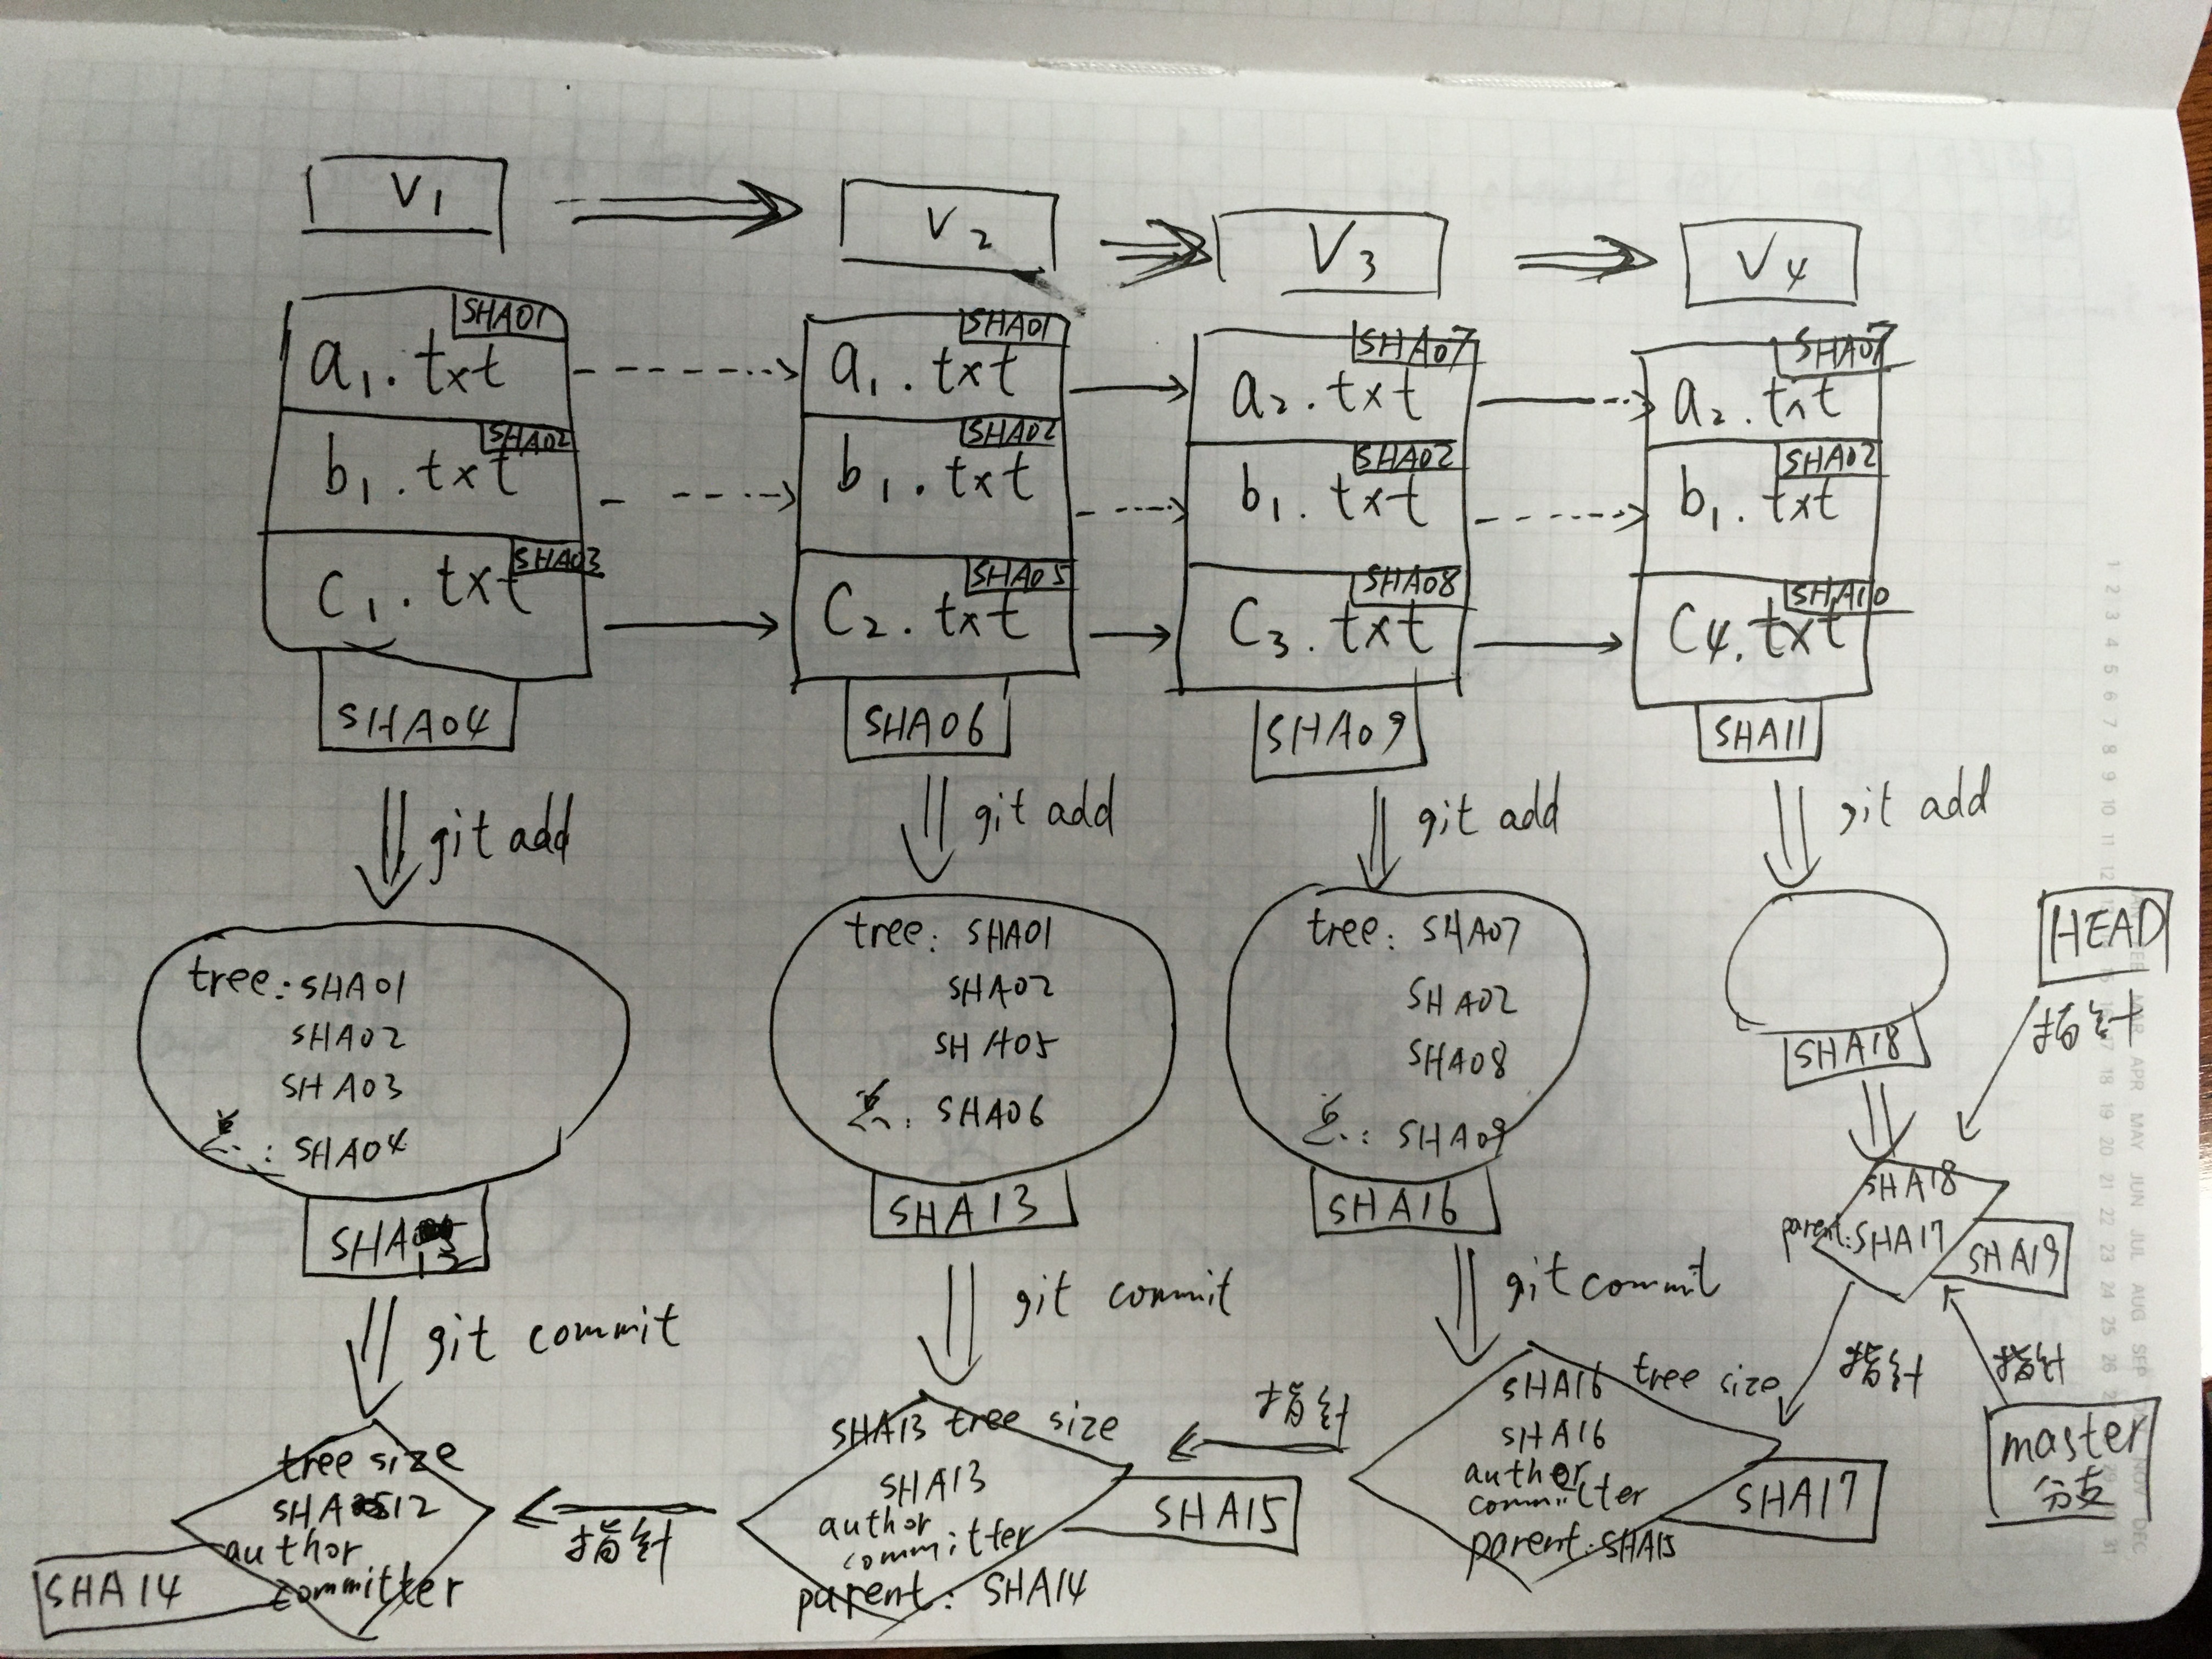 JAN FEB MAR APR MAY JUN JUL AUG SEP OCT NOV DEC
1 2 3 4 5 6 7 8 9 10 11 12 13 14 15 16 17 18 19 20 21 22 23 24 25 26 27 28 29 30 31
V1
V2
V3
V4
SHA01
a1.txt
SHA02
b1.txt
SHA03
C1.txt
SHA04
SHA01
a1.txt
SHA02
b1.txt
SHA05
C2.txt
SHA06
SHA07
a2.txt
SHA02
b1.txt
SHA08
C3.txt
SHA09
SHA07
a2.txt
SHA02
b1.txt
SHA10
C4.txt
SHA11
git add
git add
git add
git add
tree: SHA01
SHA02
SHA03
总: SHA04
SHA13
tree: SHA01
SHA02
SHA05
总: SHA06
SHA13
tree: SHA07
SHA02
SHA08
总: SHA09
SHA16
SHA18
git commit
git commit
git commit
tree size
SHA12
author
committer
SHA14
指针
SHA13 tree size
SHA13
author
committer
parent: SHA14
SHA15
指针
SHA16 tree size
SHA16
author
committer
parent: SHA15
SHA17
指针
SHA18
parent: SHA17
SHA19
HEAD
指针
master
分支
指针